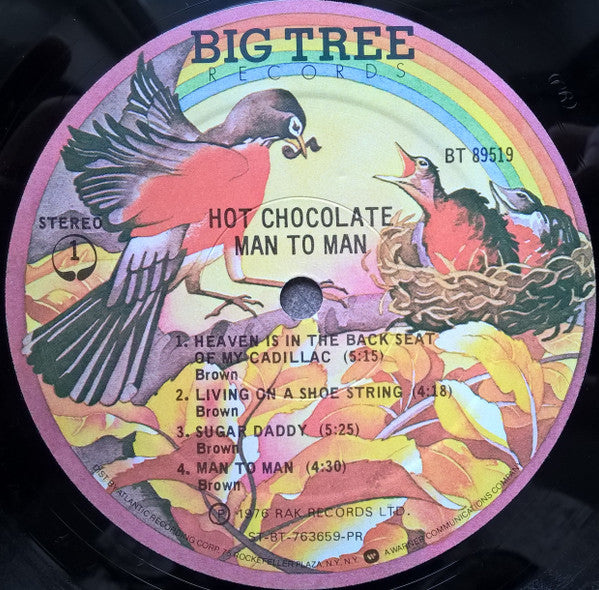 BIG TREE
RECORDS
BT 89519
STEREO
1
HOT CHOCOLATE
MAN TO MAN
1. HEAVEN IS IN THE BACK SEAT
OF MY CADILLAC (5:15)
Brown
2. LIVING ON A SHOE STRING (4:18)
Brown
3. SUGAR DADDY (5:25)
Brown
4. MAN TO MAN (4:30)
Brown
Ⓟ 1976 RAK RECORDS LTD.
ST-BT-763659-PR
DIST. BY ATLANTIC RECORDING CORP. 75 ROCKEFELLER PLAZA, N.Y., N.Y. A WARNER COMMUNICATIONS COMPANY